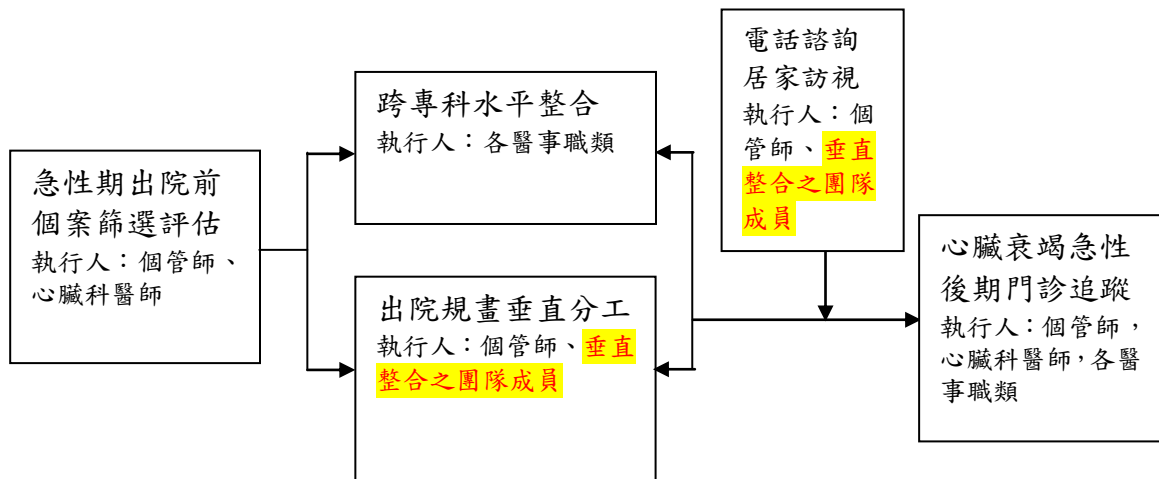 急性期出院前
個案篩選評估
執行人：個管師、
心臟科醫師
跨專科水平整合
執行人：各醫事職類
出院規畫垂直分工
執行人：個管師、垂直
整合之團隊成員
電話諮詢
居家訪視
執行人：個
管師、垂直
整合之團隊
成員
心臟衰竭急性
後期門診追蹤
執行人：個管師，
心臟科醫師，各醫
事職類